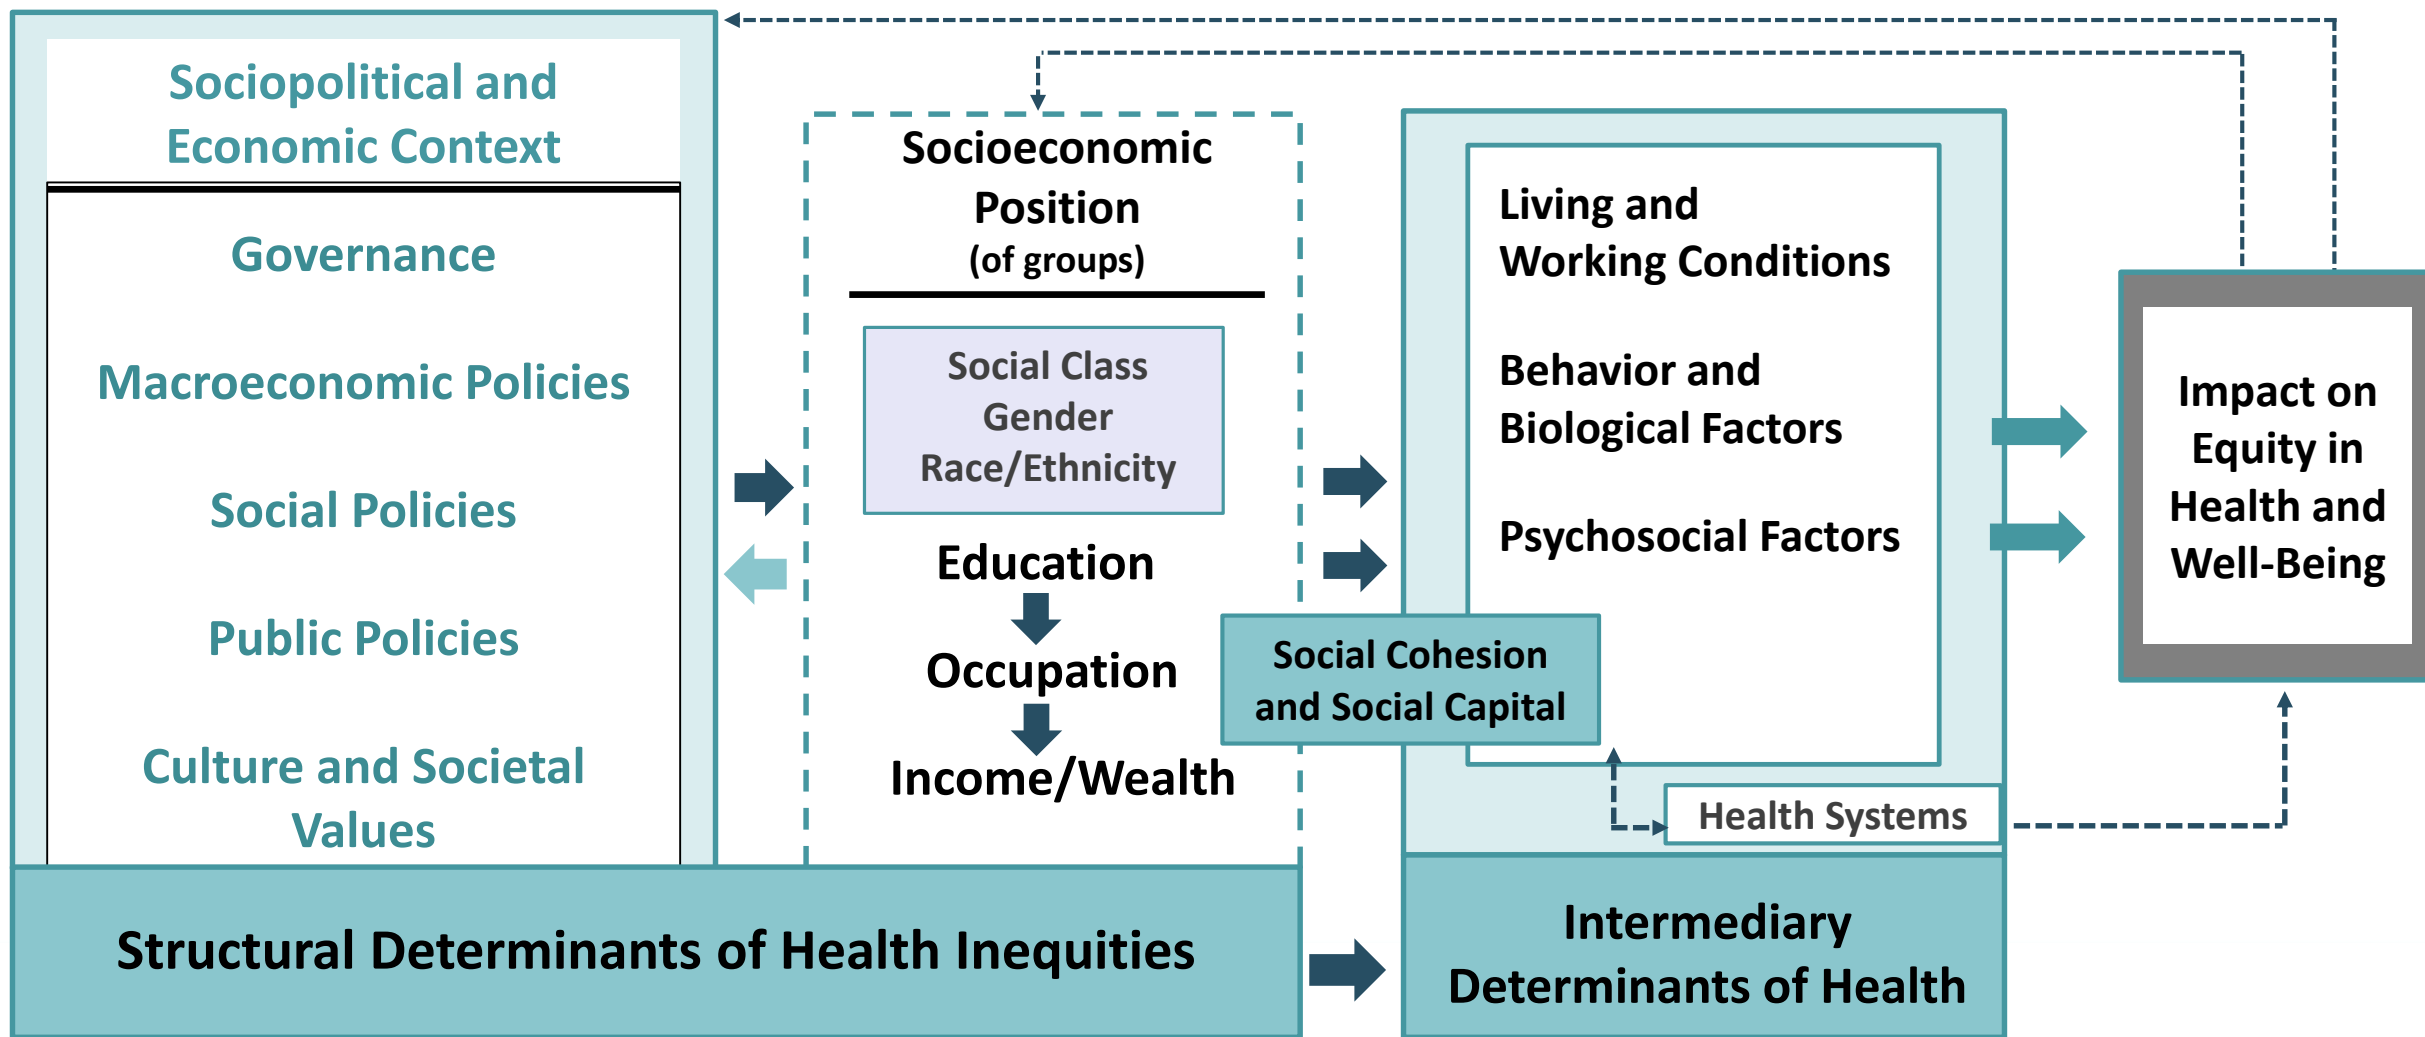 Sociopolitical and
Economic Context
Governance
Macroeconomic Policies
Social Policies
Public Policies
Culture and Societal
Values
Socioeconomic
Position
(of groups)
Social Class
Gender
Race/Ethnicity
Education
Occupation
Income/Wealth
Structural Determinants of Health Inequities
Social Cohesion
and Social Capital
Living and
Working Conditions
Behavior and
Biological Factors
Psychosocial Factors
Health Systems
Intermediary
Determinants of Health
Impact on
Equity in
Health and
Well-Being